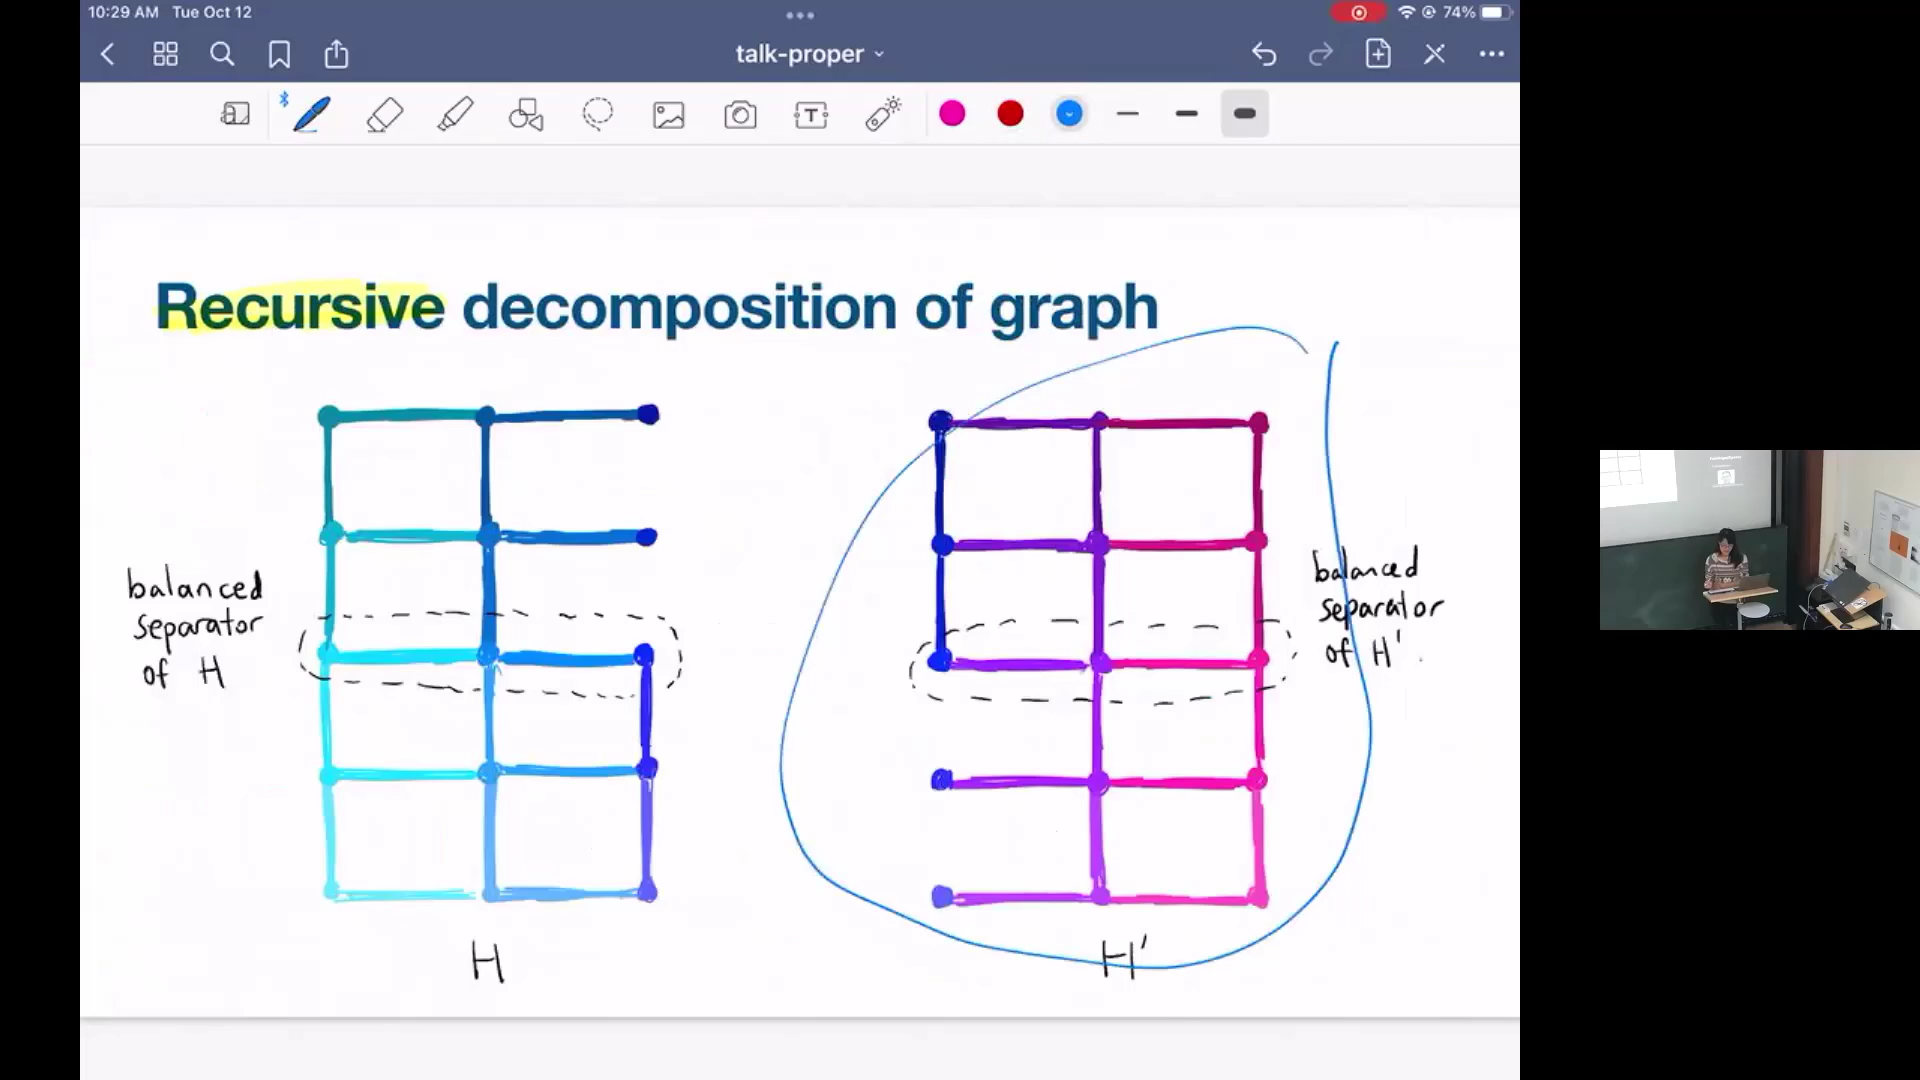 10:29 AM Tue Oct 12
74%
talk-proper
T
Recursive decomposition of graph
balanced
separator
of H
balanced
separator
of H'
H
H'